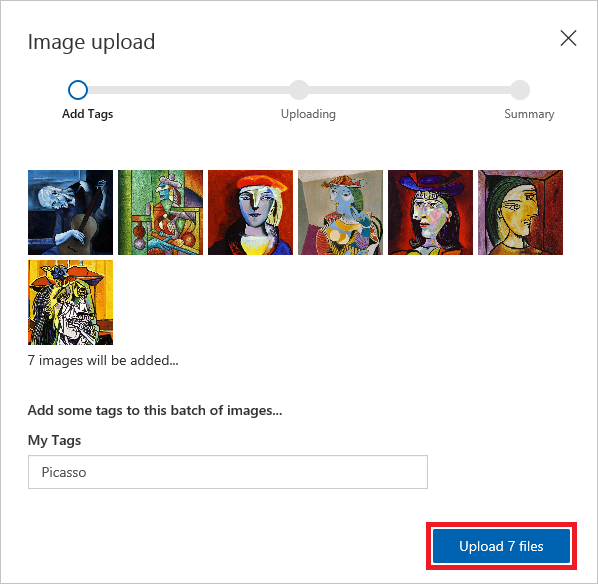 Image upload
Add Tags
Uploading
Summary
7 images will be added...
Add some tags to this batch of images...
My Tags
Picasso
Upload 7 files